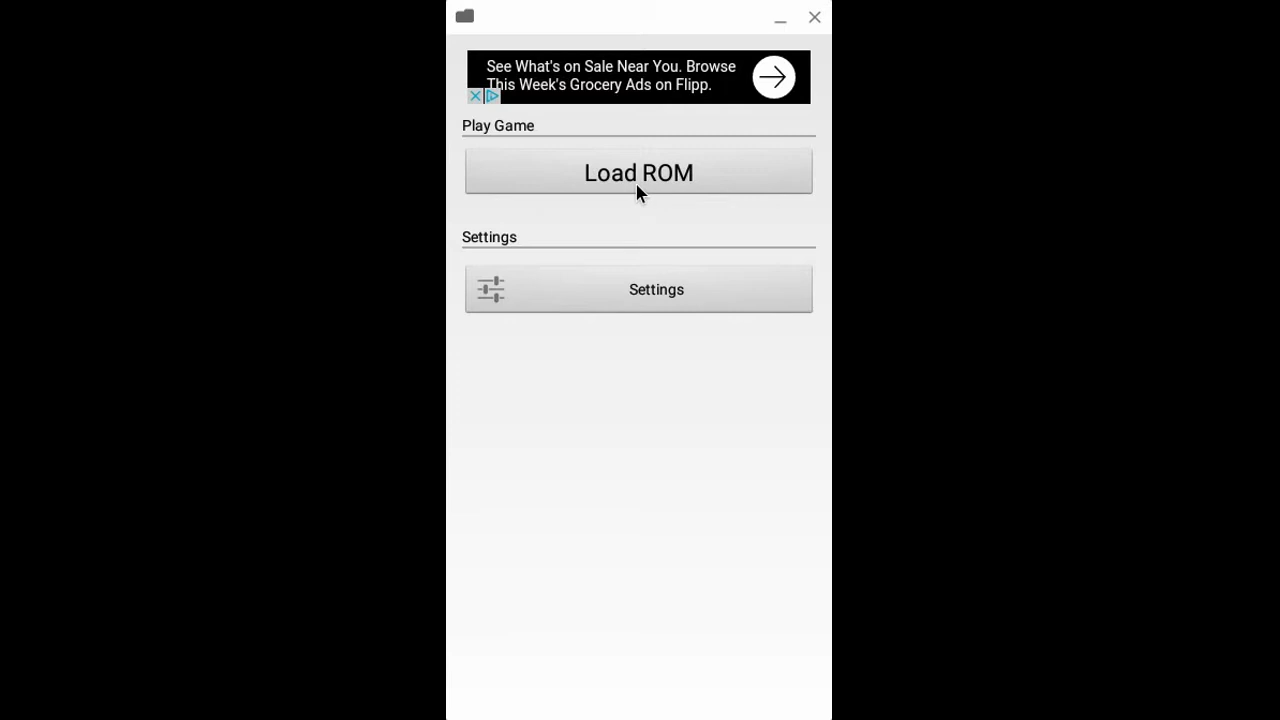 See What's on Sale Near You. Browse
This Week's Grocery Ads on Flipp.
Play Game
Load ROM
Settings
Settings